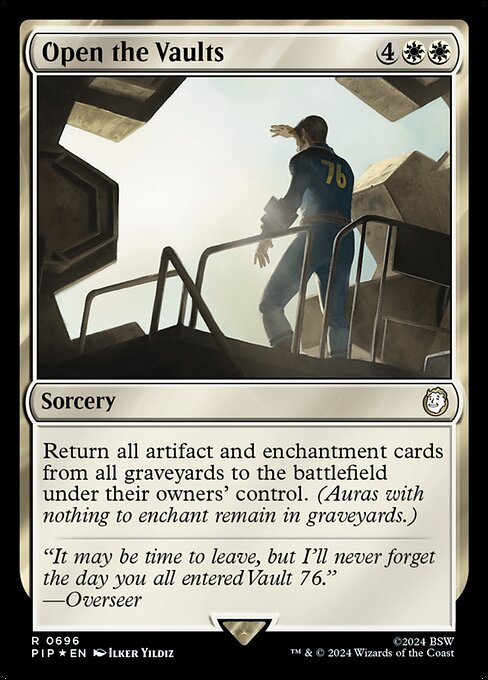 Open the Vaults 4
76
Sorcery
Return all artifact and enchantment cards
from all graveyards to the battlefield
under their owners’ control. (Auras with
nothing to enchant remain in graveyards.)
“It may be time to leave, but I’ll never forget
the day you all entered Vault 76.”
—Overseer
R 0696
PIP★EN Ilker Yıldız
©2024 BSW
™ & © 2024 Wizards of the Coast